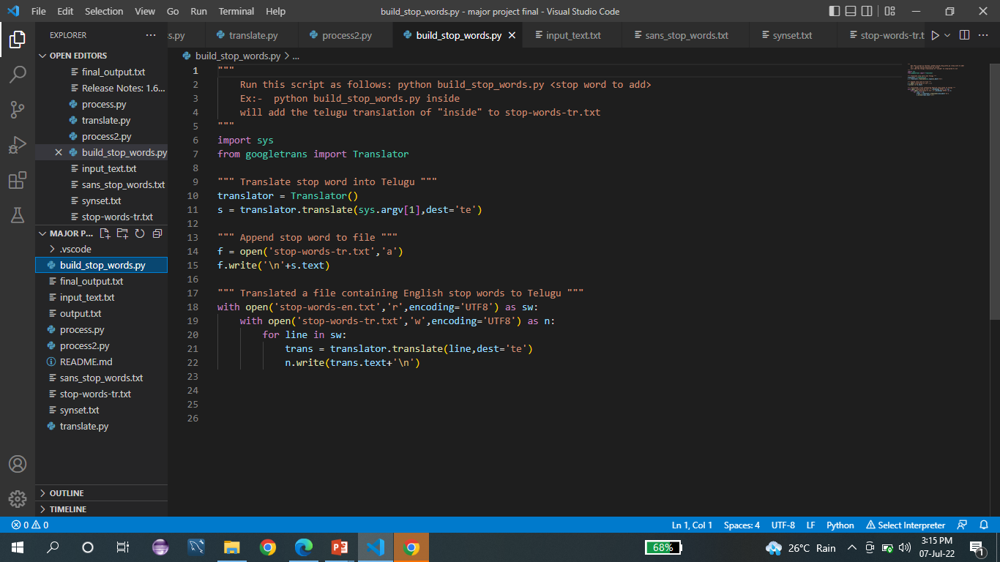 File Edit Selection View Go Run Terminal Help
build_stop_words.py - major project final - Visual Studio Code
EXPLORER
OPEN EDITORS
final_output.txt
Release Notes: 1.6...
process.py
translate.py
process2.py
build_stop_words.py
input_text.txt
sans_stop_words.txt
synset.txt
stop-words-tr.txt
MAJOR P...
.vscode
build_stop_words.py
final_output.txt
input_text.txt
output.txt
process.py
process2.py
README.md
sans_stop_words.txt
stop-words-tr.txt
synset.txt
translate.py
OUTLINE
TIMELINE
s.py translate.py process2.py build_stop_words.py input_text.txt sans_stop_words.txt synset.txt stop-words-tr.t
build_stop_words.py > ...
1 """
2 Run this script as follows: python build_stop_words.py <stop word to add>
3 Ex:- python build_stop_words.py inside
4 will add the telugu translation of "inside" to stop-words-tr.txt
5 """
6 import sys
7 from googletrans import Translator
8
9 """ Translate stop word into Telugu """
10 translator = Translator()
11 s = translator.translate(sys.argv[1],dest='te')
12
13 """ Append stop word to file """
14 f = open('stop-words-tr.txt','a')
15 f.write('\n'+s.text)
16
17 """ Translated a file containing English stop words to Telugu """
18 with open('stop-words-en.txt','r',encoding='UTF8') as sw:
19 with open('stop-words-tr.txt','w',encoding='UTF8') as n:
20 for line in sw:
21 trans = translator.translate(line,dest='te')
22 n.write(trans.text+'\n')
23
24
25
26
0 0
Ln 1, Col 1 Spaces: 4 UTF-8 LF Python Select Interpreter
68%
26°C Rain
3:15 PM
07-Jul-22
1